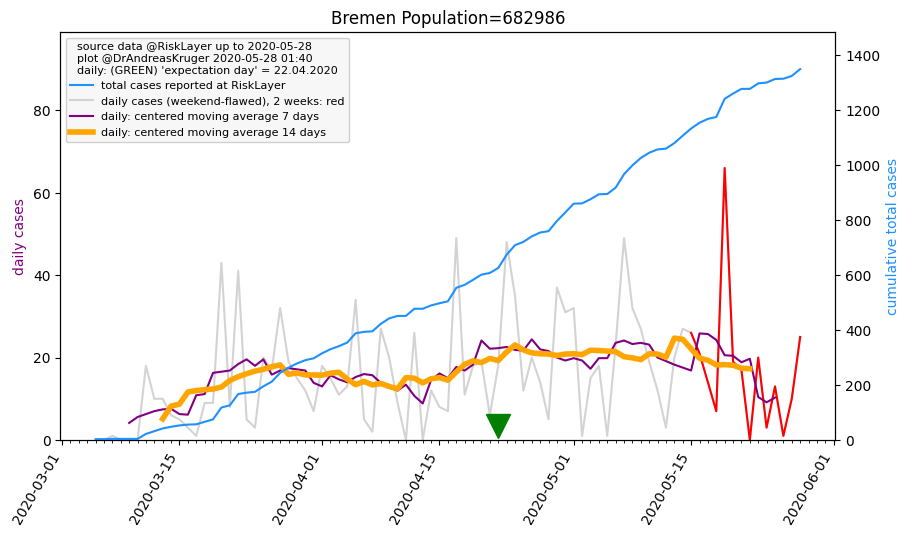 Bremen Population=682986
source data @RiskLayer up to 2020-05-28
plot @DrAndreasKruger 2020-05-28 01:40
daily: (GREEN) 'expectation day' = 22.04.2020
total cases reported at RiskLayer
daily cases (weekend-flawed), 2 weeks: red
daily: centered moving average 7 days
daily: centered moving average 14 days
daily cases
80
60
40
20
0
cumulative total cases
1400
1200
1000
800
600
400
200
0
2020-03-01
2020-03-15
2020-04-01
2020-04-15
2020-05-01
2020-05-15
2020-06-01